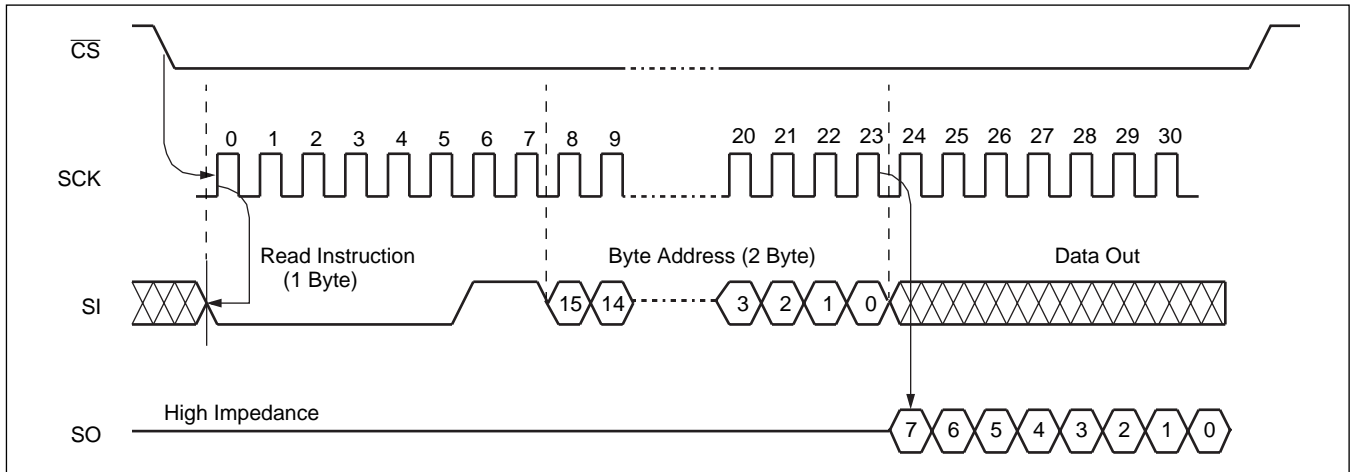 CS
0 1 2 3 4 5 6 7 8 9 20 21 22 23 24 25 26 27 28 29 30
SCK
Read Instruction
(1 Byte)
Byte Address (2 Byte)
Data Out
SI
15 14 3 2 1 0
High Impedance
SO
7 6 5 4 3 2 1 0